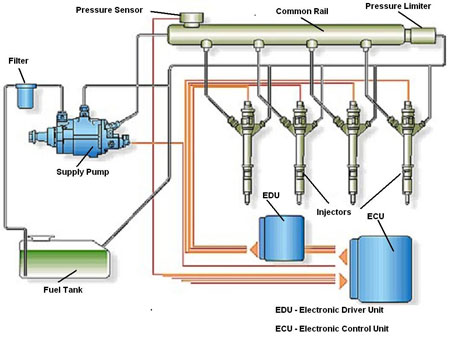 Pressure Sensor
Common Rail
Pressure Limiter
Filter
Supply Pump
EDU
Injectors
ECU
Fuel Tank
EDU - Electronic Driver Unit
ECU - Electronic Control Unit